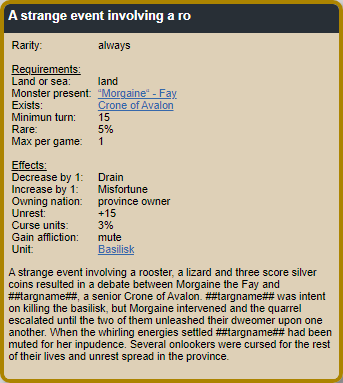 A strange event involving a ro
Rarity: always
Requirements:
Land or sea: land
Monster present: "Morgaine" - Fay
Exists: Crone of Avalon
Minimun turn: 15
Rare: 5%
Max per game: 1
Effects:
Decrease by 1: Drain
Increase by 1: Misfortune
Owning nation: province owner
Unrest: +15
Curse units: 3%
Gain affliction: mute
Unit: Basilisk
A strange event involving a rooster, a lizard and three score silver
coins resulted in a debate between Morgaine the Fay and
##targname##, a senior Crone of Avalon. ##targname## was intent
on killing the basilisk, but Morgaine intervened and the quarrel
escalated until the two of them unleashed their dweomer upon one
another. When the whirling energies settled ##targname## had been
muted for her inpudence. Several onlookers were cursed for the rest
of their lives and unrest spread in the province.